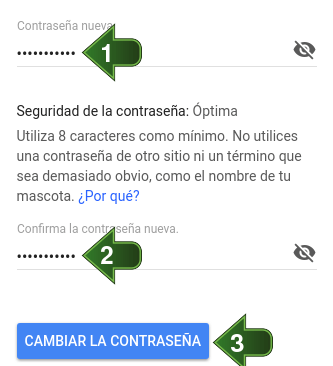 Contraseña nueva
••••••••••• 1
Seguridad de la contraseña: Óptima
Utiliza 8 caracteres como mínimo. No utilices
una contraseña de otro sitio ni un término que
sea demasiado obvio, como el nombre de tu
mascota. ¿Por qué?
Confirma la contraseña nueva.
••••••••••• 2
CAMBIAR LA CONTRASEÑA 3